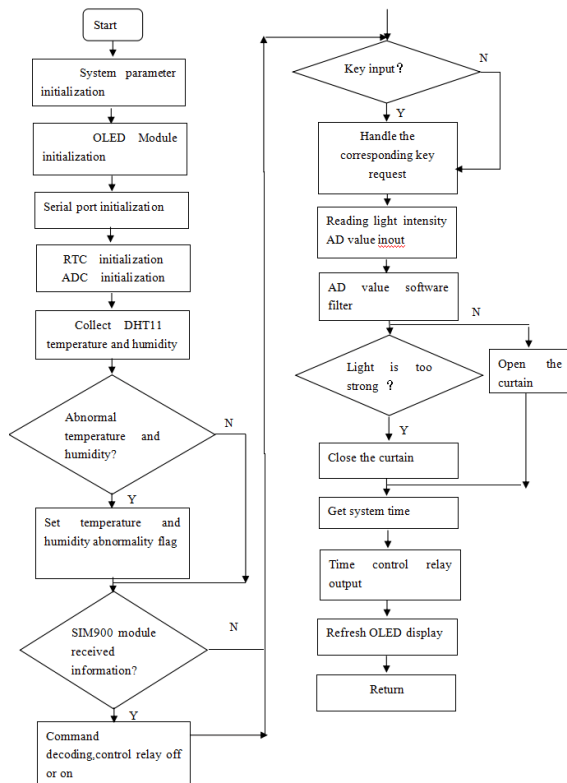 Start
System parameter
initialization
OLED Module
initialization
Serial port initialization
RTC initialization
ADC initialization
Collect DHT11
temperature and humidity
Abnormal
temperature and
humidity?
N
Y
Set temperature and
humidity abnormality flag
SIM900 module
received
information?
N
Y
Command
decoding,control relay off
or on
Key input？
N
Y
Handle the
corresponding key
request
Reading light intensity
AD value inout
AD value software
filter
N
Light is too
strong ？
Open the
curtain
Y
Close the curtain
Get system time
Time control relay
output
Refresh OLED display
Return